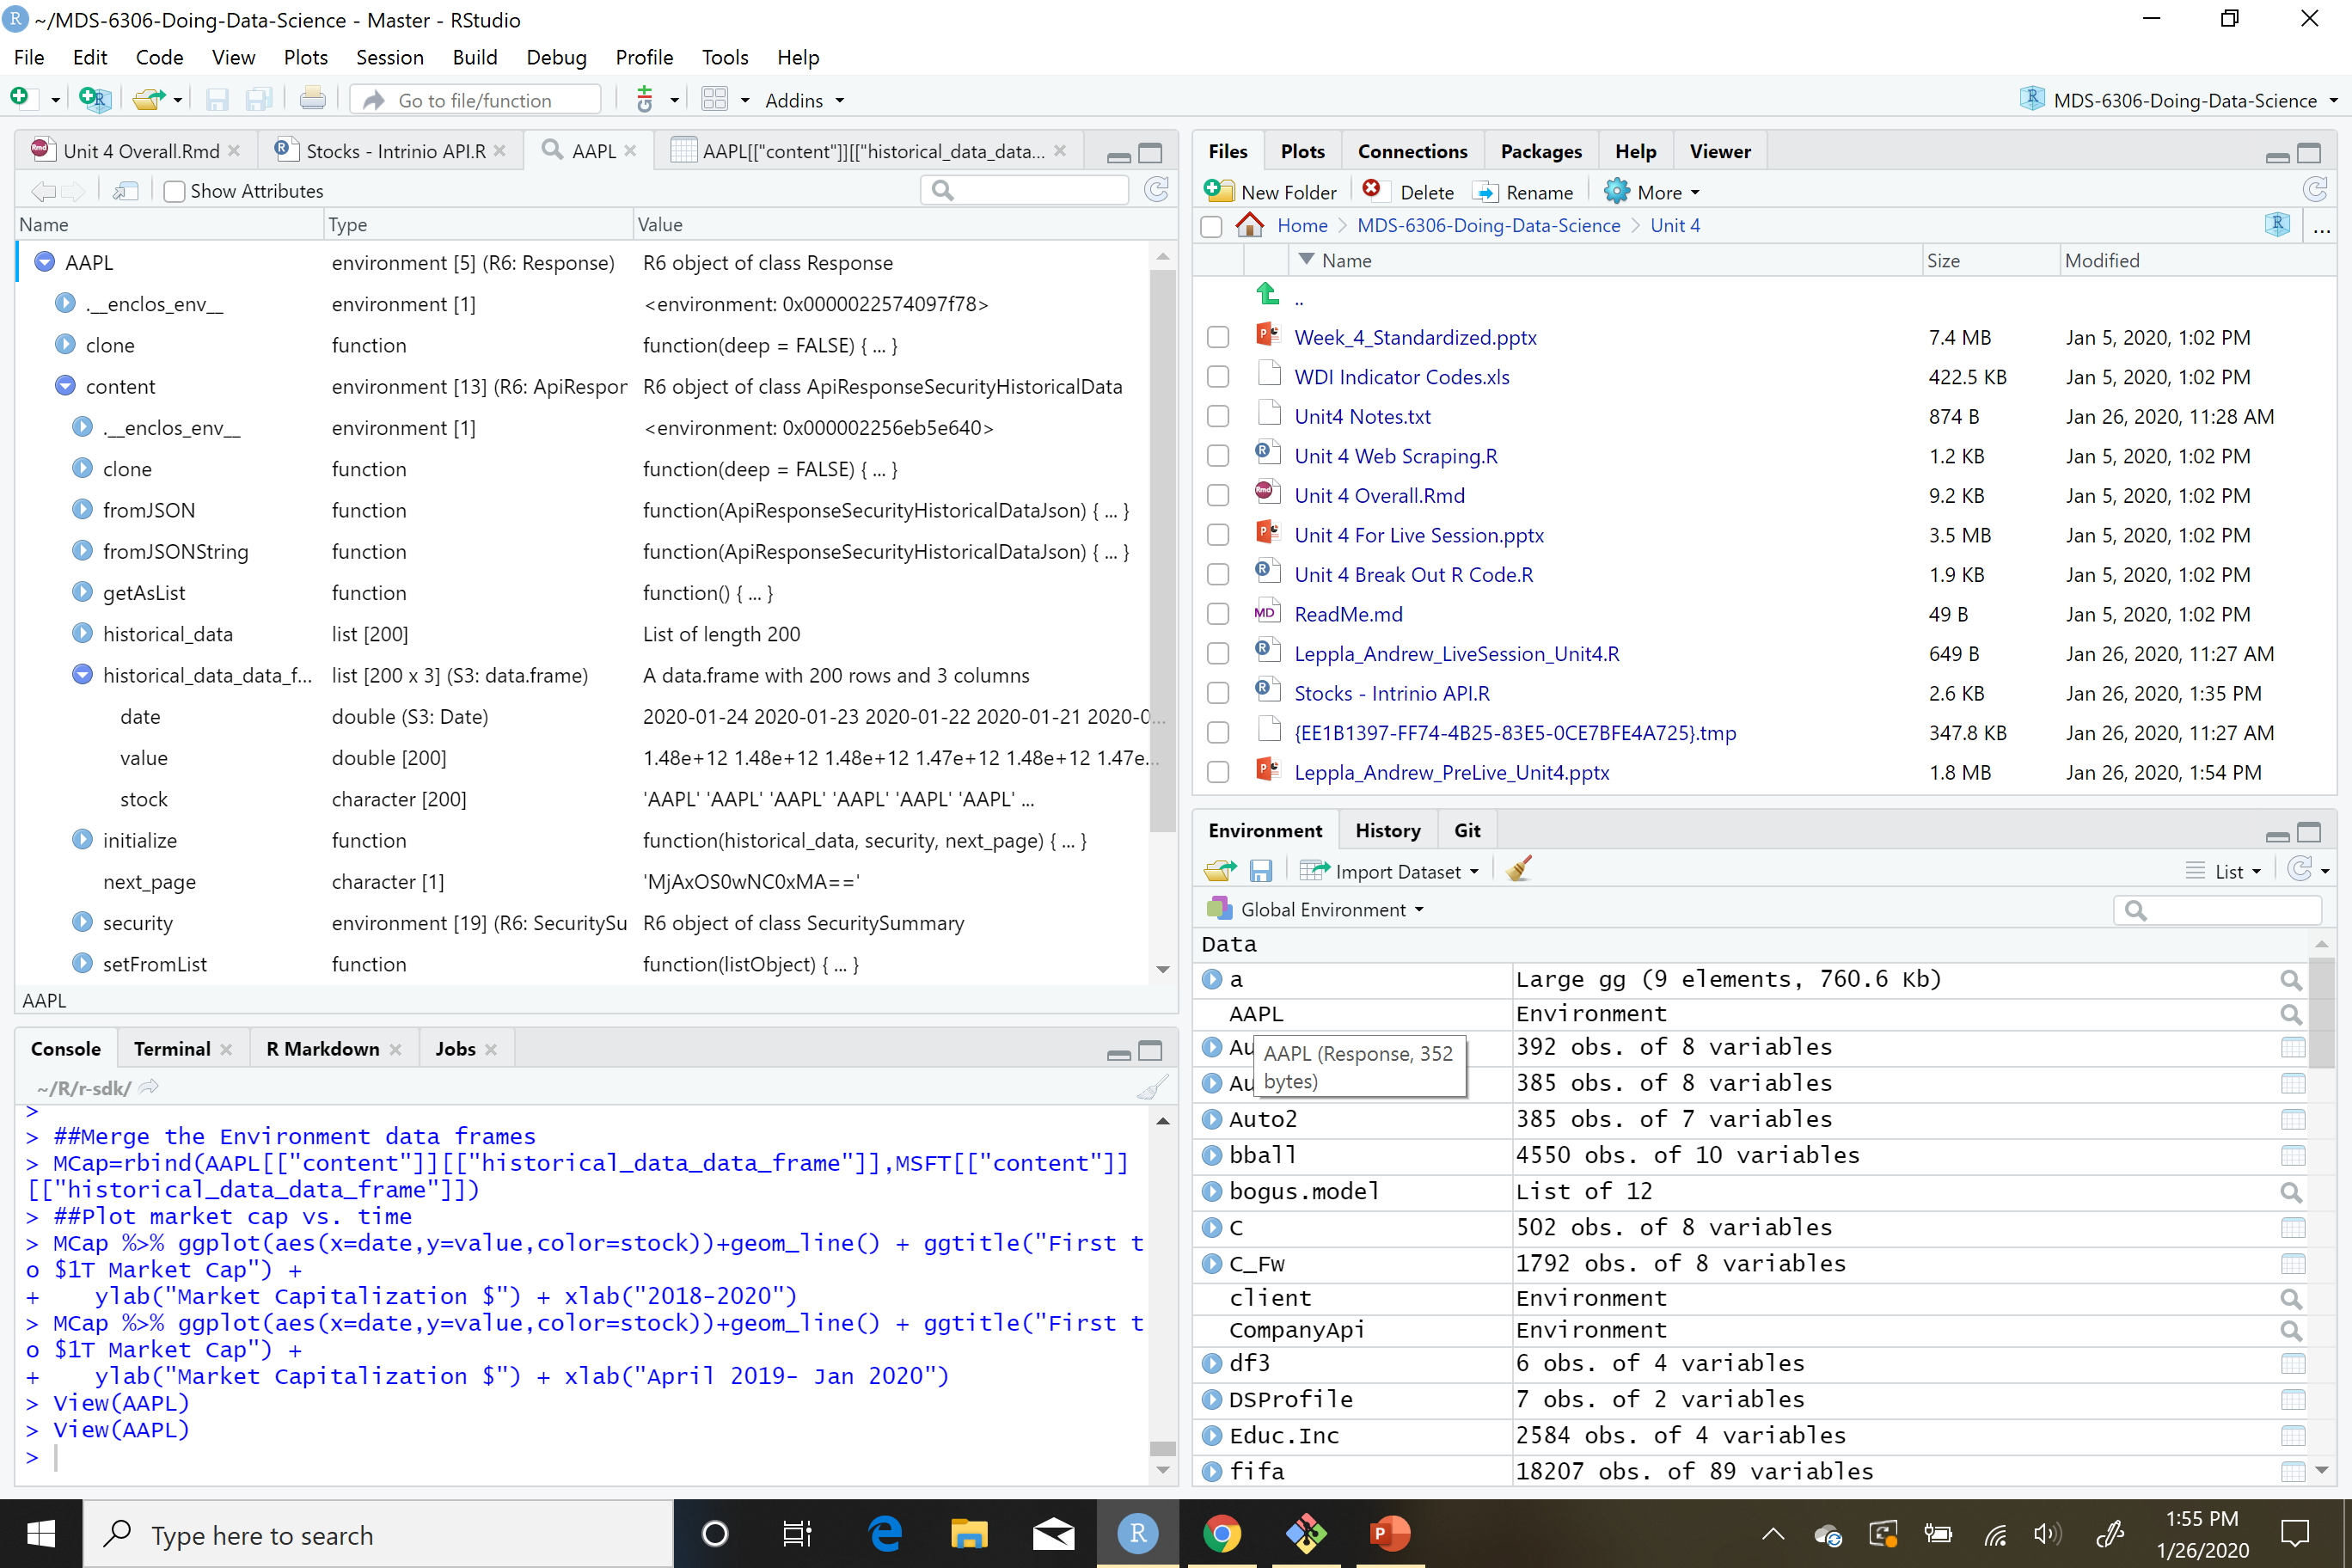 ~/MDS-6306-Doing-Data-Science - Master - RStudio
File Edit Code View Plots Session Build Debug Profile Tools Help
Go to file/function Addins MDS-6306-Doing-Data-Science
Unit 4 Overall.Rmd Stocks - Intrinio API.R AAPL AAPL[["content"]][["historical_data_data...
Show Attributes
Name Type Value
AAPL environment [5] (R6: Response) R6 object of class Response
.__enclos_env__ environment [1] <environment: 0x0000022574097f78>
clone function function(deep = FALSE) { ... }
content environment [13] (R6: ApiRespor R6 object of class ApiResponseSecurityHistoricalData
.__enclos_env__ environment [1] <environment: 0x000002256eb5e640>
clone function function(deep = FALSE) { ... }
fromJSON function function(ApiResponseSecurityHistoricalDataJson) { ... }
fromJSONString function function(ApiResponseSecurityHistoricalDataJson) { ... }
getAsList function function() { ... }
historical_data list [200] List of length 200
historical_data_data_f... list [200 x 3] (S3: data.frame) A data.frame with 200 rows and 3 columns
date double (S3: Date) 2020-01-24 2020-01-23 2020-01-22 2020-01-21 2020-0...
value double [200] 1.48e+12 1.48e+12 1.48e+12 1.47e+12 1.48e+12 1.47e...
stock character [200] 'AAPL' 'AAPL' 'AAPL' 'AAPL' 'AAPL' 'AAPL' ...
initialize function function(historical_data, security, next_page) { ... }
next_page character [1] 'MjAxOS0wNC0xMA=='
security environment [19] (R6: SecuritySu R6 object of class SecuritySummary
setFromList function function(listObject) { ... }
AAPL
Console Terminal R Markdown Jobs
~/R/r-sdk/
>
> ##Merge the Environment data frames
> MCap=rbind(AAPL[["content"]][["historical_data_data_frame"]],MSFT[["content"]]
[["historical_data_data_frame"]])
> ##Plot market cap vs. time
> MCap %>% ggplot(aes(x=date,y=value,color=stock))+geom_line() + ggtitle("First t
o $1T Market Cap") +
+    ylab("Market Capitalization $") + xlab("2018-2020")
> MCap %>% ggplot(aes(x=date,y=value,color=stock))+geom_line() + ggtitle("First t
o $1T Market Cap") +
+    ylab("Market Capitalization $") + xlab("April 2019- Jan 2020")
> View(AAPL)
> View(AAPL)
>
Files Plots Connections Packages Help Viewer
New Folder Delete Rename More
Home MDS-6306-Doing-Data-Science Unit 4 ...
Name Size Modified
..
Week_4_Standardized.pptx 7.4 MB Jan 5, 2020, 1:02 PM
WDI Indicator Codes.xls 422.5 KB Jan 5, 2020, 1:02 PM
Unit4 Notes.txt 874 B Jan 26, 2020, 11:28 AM
Unit 4 Web Scraping.R 1.2 KB Jan 5, 2020, 1:02 PM
Unit 4 Overall.Rmd 9.2 KB Jan 5, 2020, 1:02 PM
Unit 4 For Live Session.pptx 3.5 MB Jan 5, 2020, 1:02 PM
Unit 4 Break Out R Code.R 1.9 KB Jan 5, 2020, 1:02 PM
ReadMe.md 49 B Jan 5, 2020, 1:02 PM
Leppla_Andrew_LiveSession_Unit4.R 649 B Jan 26, 2020, 11:27 AM
Stocks - Intrinio API.R 2.6 KB Jan 26, 2020, 1:35 PM
{EE1B1397-FF74-4B25-83E5-0CE7BFE4A725}.tmp 347.8 KB Jan 26, 2020, 11:27 AM
Leppla_Andrew_PreLive_Unit4.pptx 1.8 MB Jan 26, 2020, 1:54 PM
Environment History Git
Import Dataset List
Global Environment
Data
a Large gg (9 elements, 760.6 Kb)
AAPL Environment
Au 392 obs. of 8 variables
Au 385 obs. of 8 variables
AAPL (Response, 352
bytes)
Auto2 385 obs. of 7 variables
bball 4550 obs. of 10 variables
bogus.model List of 12
C 502 obs. of 8 variables
C_Fw 1792 obs. of 8 variables
client Environment
CompanyApi Environment
df3 6 obs. of 4 variables
DSProfile 7 obs. of 2 variables
Educ.Inc 2584 obs. of 4 variables
fifa 18207 obs. of 89 variables
Type here to search
1:55 PM
1/26/2020